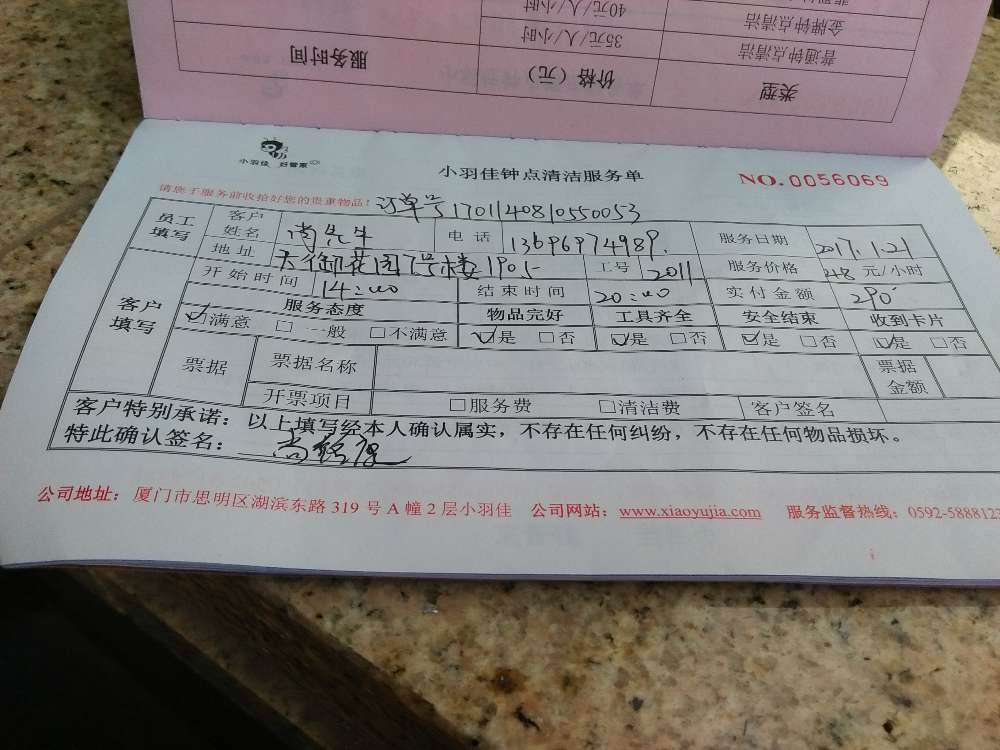 类型 价格（元） 服务时间
普通钟点清洁 35元/人/小时
金牌钟点清洁 40元/人/小时
小羽佳 好管家
小羽佳钟点清洁服务单
NO.0056069
请您于服务前收拾好您的贵重物品！
订单号1701140810550053
员工填写 客户姓名 尚先生 电话 13696974989. 服务日期 2017.1.21
地址 天御花园7号楼1905 工号 2011 服务价格 48元/小时
客户填写 开始时间 14:00 结束时间 20:00 实付金额 290
服务态度 物品完好 工具齐全 安全结束 收到卡片
☑满意 □一般 □不满意 ☑是 □否 ☑是 □否 ☑是 □否 ☑是 □否
票据 票据名称 票据金额
开票项目 □服务费 □清洁费 客户签名
客户特别承诺：以上填写经本人确认属实，不存在任何纠纷，不存在任何物品损坏。
特此确认签名：
公司地址：厦门市思明区湖滨东路319号A幢2层小羽佳 公司网站：www.xiaoyujia.com 服务监督热线：0592-5888123